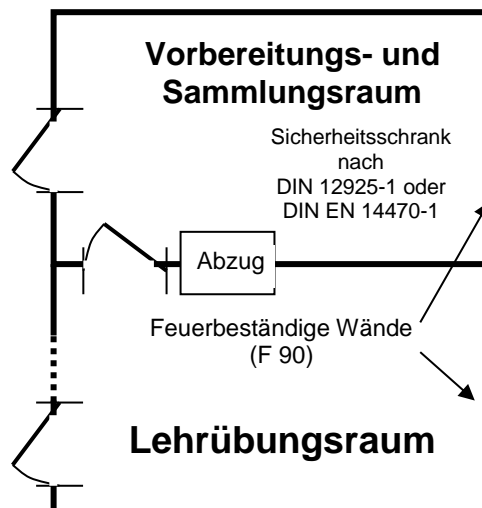 Vorbereitungs- und
Sammlungsraum
Sicherheitsschrank
nach
DIN 12925-1 oder
DIN EN 14470-1
Abzug
Feuerbeständige Wände
(F 90)
Lehrübungsraum